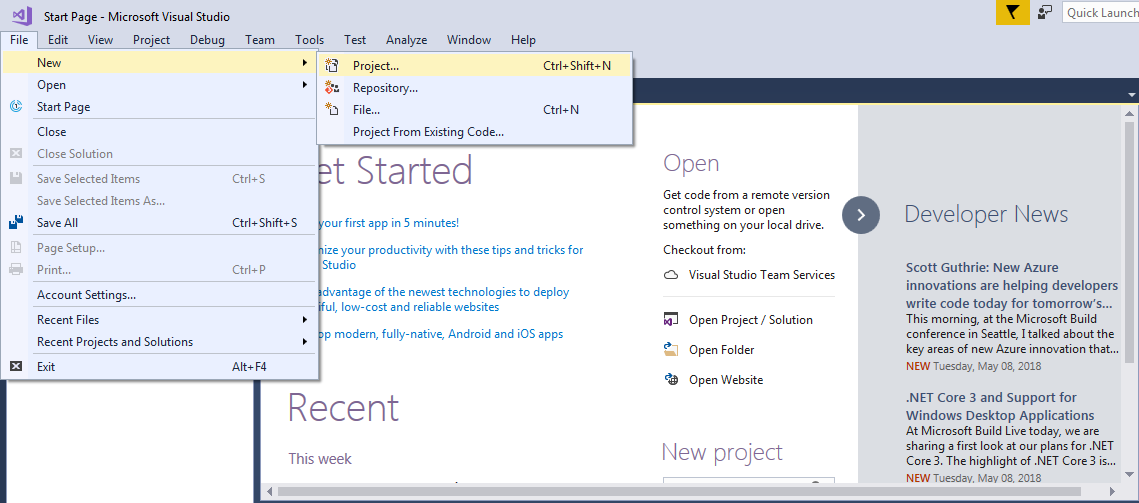 Start Page - Microsoft Visual Studio
Quick Launch
File Edit View Project Debug Team Tools Test Analyze Window Help
New
Open
Start Page
Close
Close Solution
Save Selected Items Ctrl+S
Save Selected Items As...
Save All Ctrl+Shift+S
Page Setup...
Print... Ctrl+P
Account Settings...
Recent Files
Recent Projects and Solutions
Exit Alt+F4
Project... Ctrl+Shift+N
Repository...
File... Ctrl+N
Project From Existing Code...
et Started
your first app in 5 minutes!
nize your productivity with these tips and tricks for
Studio
advantage of the newest technologies to deploy
iful, low-cost and reliable websites
op modern, fully-native, Android and iOS apps
Recent
This week
Open
Get code from a remote version
control system or open
something on your local drive.
Checkout from:
Visual Studio Team Services
Open Project / Solution
Open Folder
Open Website
New project
Developer News
Scott Guthrie: New Azure
innovations are helping developers
write code today for tomorrow's...
This morning, at the Microsoft Build
conference in Seattle, I talked about the
key areas of new Azure innovation that...
NEW Tuesday, May 08, 2018
.NET Core 3 and Support for
Windows Desktop Applications
At Microsoft Build Live today, we are
sharing a first look at our plans for .NET
Core 3. The highlight of .NET Core 3 is...
NEW Tuesday, May 08, 2018